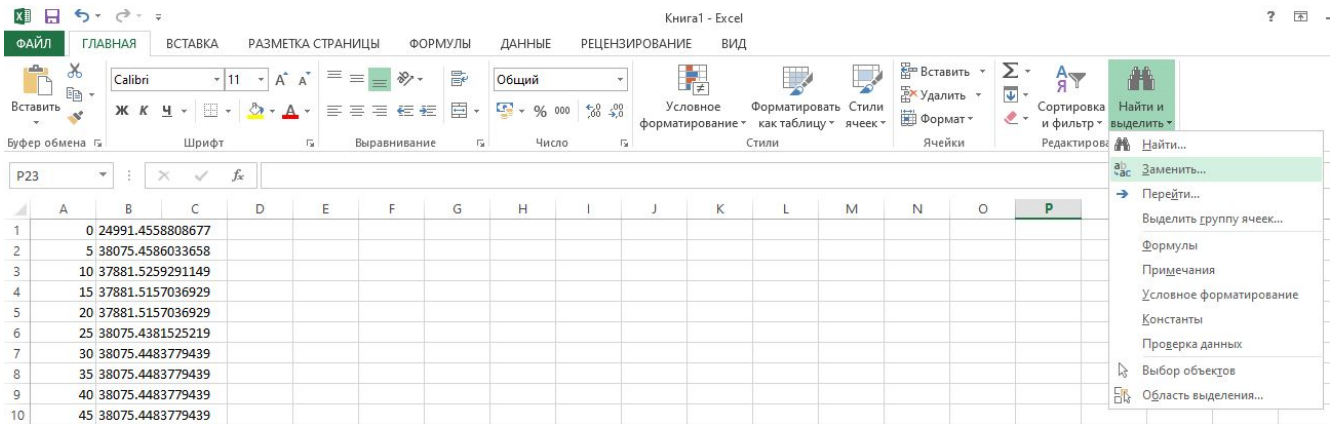 Книга1 - Excel
ФАЙЛ ГЛАВНАЯ ВСТАВКА РАЗМЕТКА СТРАНИЦЫ ФОРМУЛЫ ДАННЫЕ РЕЦЕНЗИРОВАНИЕ ВИД
Calibri 11 Общий
Вставить
Ж К Ч % 000
Условное форматирование
Форматировать как таблицу
Стили ячеек
Вставить
Удалить
Формат
Сортировка и фильтр
Найти и выделить
Буфер обмена Шрифт Выравнивание Число Стили Ячейки Редактирова
Найти...
Заменить...
Перейти...
Выделить группу ячеек...
Формулы
Примечания
Условное форматирование
Константы
Проверка данных
Выбор объектов
Область выделения...
P23 fx
A B C D E F G H I J K L M N O P
1 0 24991.4558808677
2 5 38075.4586033658
3 10 37881.5259291149
4 15 37881.5157036929
5 20 37881.5157036929
6 25 38075.4381525219
7 30 38075.4483779439
8 35 38075.4483779439
9 40 38075.4483779439
10 45 38075.4483779439